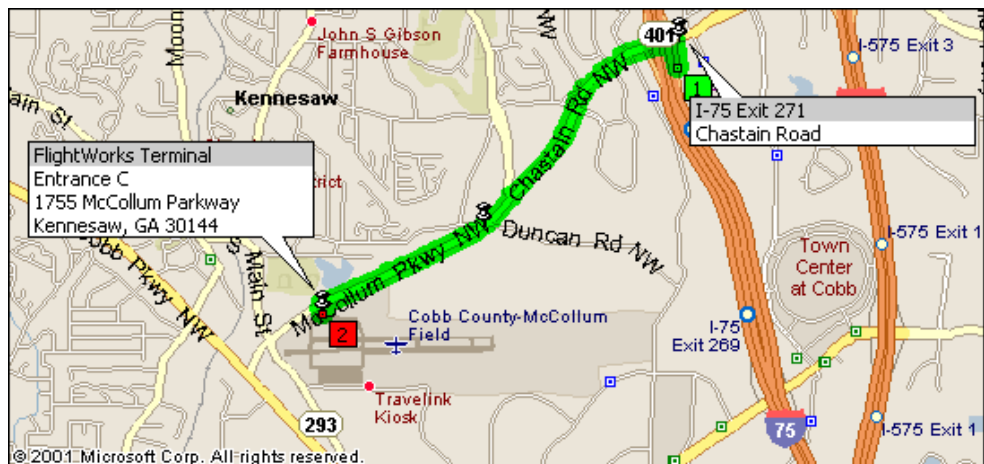 John S Gibson
Farmhouse
401
I-575 Exit 3
Kennesaw
1
I-75 Exit 271
Chastain Road
FlightWorks Terminal
Entrance C
1755 McCollum Parkway
Kennesaw, GA 30144
Chastain Rd NW
McCollum Pkwy NW
Duncan Rd NW
I-575 Exit 1
Town
Center
at Cobb
Main St
S Main St
Cobb Pkwy NW
2
Cobb County-McCollum
Field
I-75
Exit 269
Travelink
Kiosk
293
75
I-575 Exit 1
© 2001 Microsoft Corp. All rights reserved.